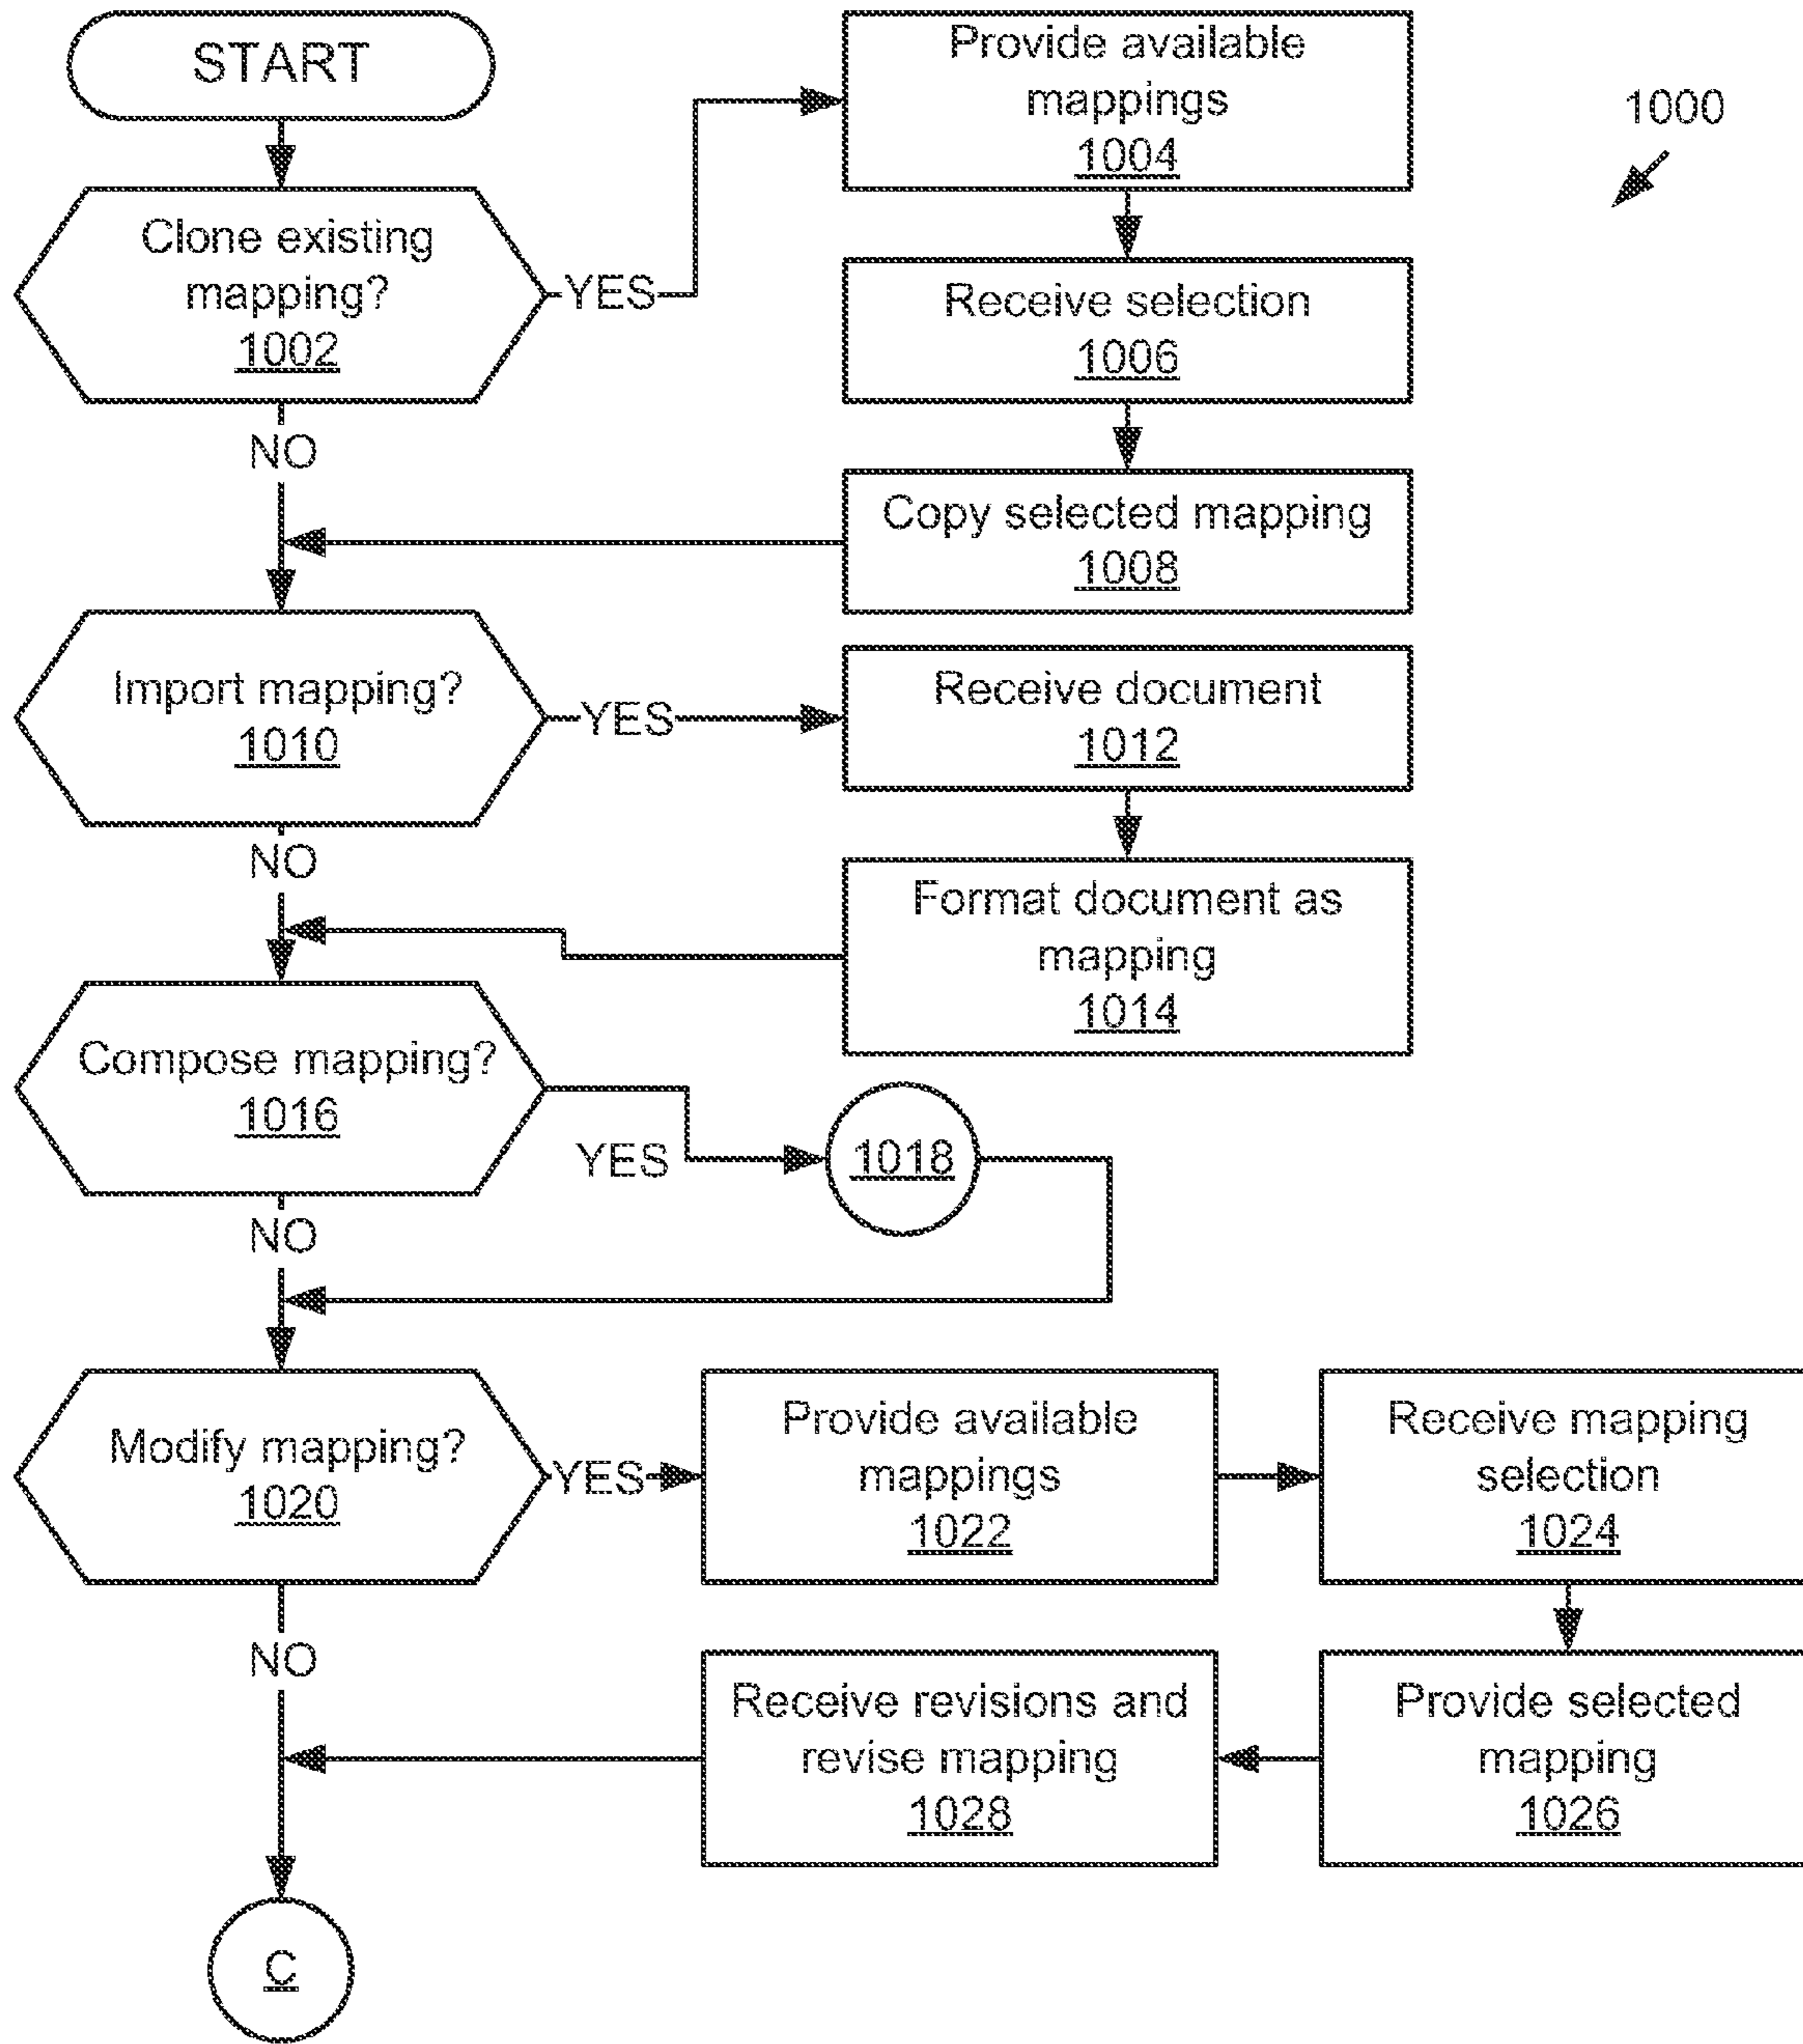 START
Provide available
mappings
1004
1000
Clone existing
mapping?
1002
YES
Receive selection
1006
NO
Copy selected mapping
1008
Import mapping?
1010
YES
Receive document
1012
NO
Format document as
mapping
1014
Compose mapping?
1016
YES
1018
NO
Modify mapping?
1020
YES
Provide available
mappings
1022
Receive mapping
selection
1024
NO
Receive revisions and
revise mapping
1028
Provide selected
mapping
1026
C